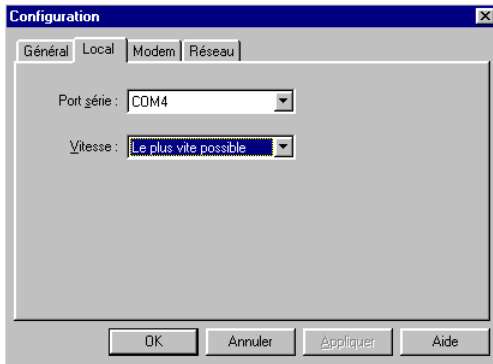 Configuration
Général Local Modem Réseau
Port série : COM4
Vitesse : Le plus vite possible
OK Annuler Appliquer Aide